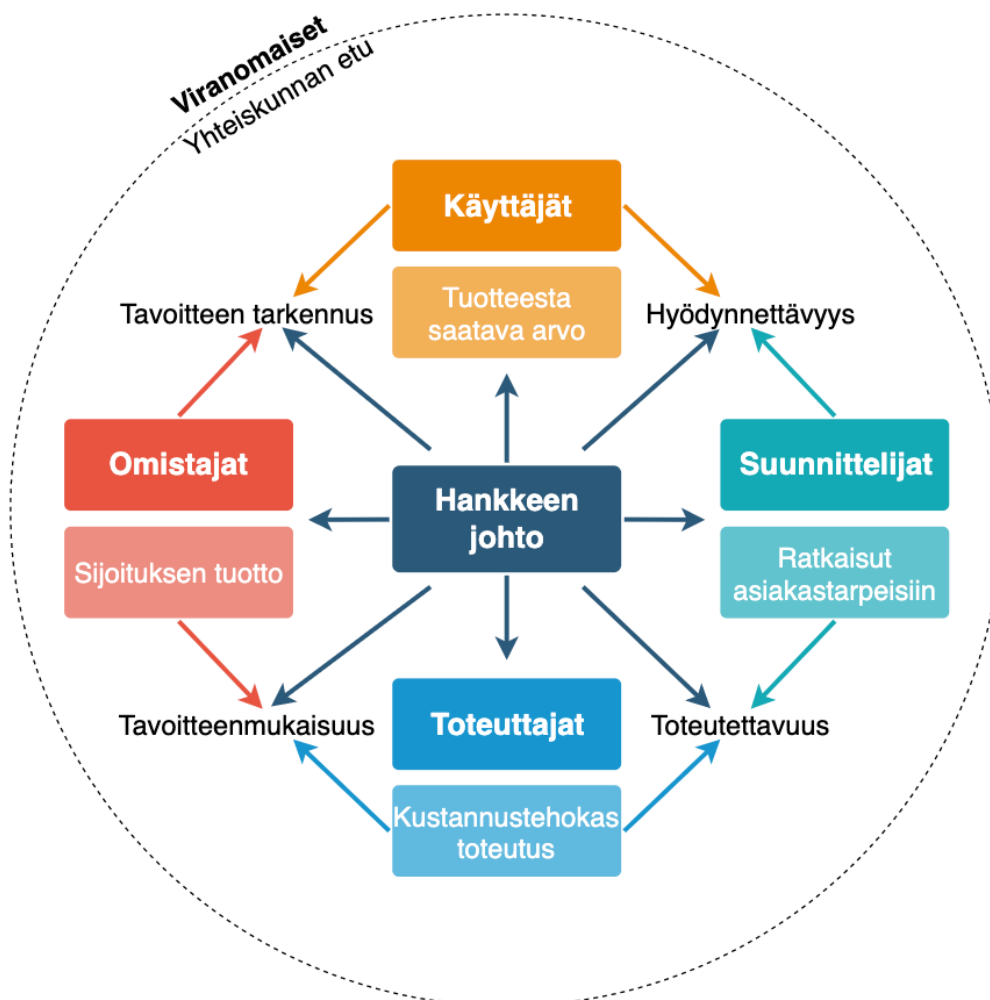 Viranomaiset
Yhteiskunnan etu
Käyttäjät
Tuotteesta
saatava arvo
Tavoitteen tarkennus
Hyödynnettävyys
Omistajat
Sijoituksen tuotto
Hankkeen
johto
Suunnittelijat
Ratkaisut
asiakastarpeisiin
Tavoitteenmukaisuus
Toteuttajat
Kustannustehokas
toteutus
Toteutettavuus